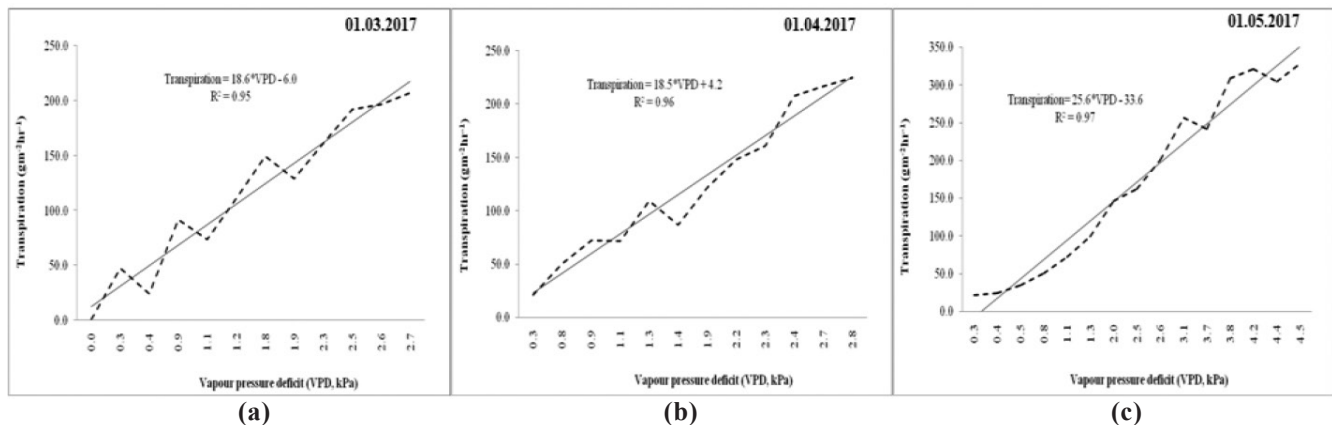 01.03.2017
250.0
200.0
150.0
100.0
50.0
0.0
Transpiration (gm⁻²hr⁻¹)
Transpiration = 18.6*VPD - 6.0
R² = 0.95
0.0 0.3 0.4 0.9 1.1 1.2 1.8 1.9 2.3 2.5 2.6 2.7
Vapour pressure deficit (VPD, kPa)
(a)
01.04.2017
250.0
200.0
150.0
100.0
50.0
0.0
Transpiration (gm⁻²hr⁻¹)
Transpiration = 18.5*VPD + 4.2
R² = 0.96
0.3 0.8 0.9 1.1 1.3 1.4 1.9 2.2 2.3 2.4 2.7 2.8
Vapour pressure deficit (VPD, kPa)
(b)
01.05.2017
350.0
300.0
250.0
200.0
150.0
100.0
50.0
0.0
Transpiration (gm⁻²hr⁻¹)
Transpiration= 25.6*VPD - 33.6
R² = 0.97
0.3 0.4 0.5 0.8 1.1 1.3 2.0 2.5 2.6 3.1 3.7 3.8 4.2 4.4 4.5
Vapour pressure deficit (VPD, kPa)
(c)